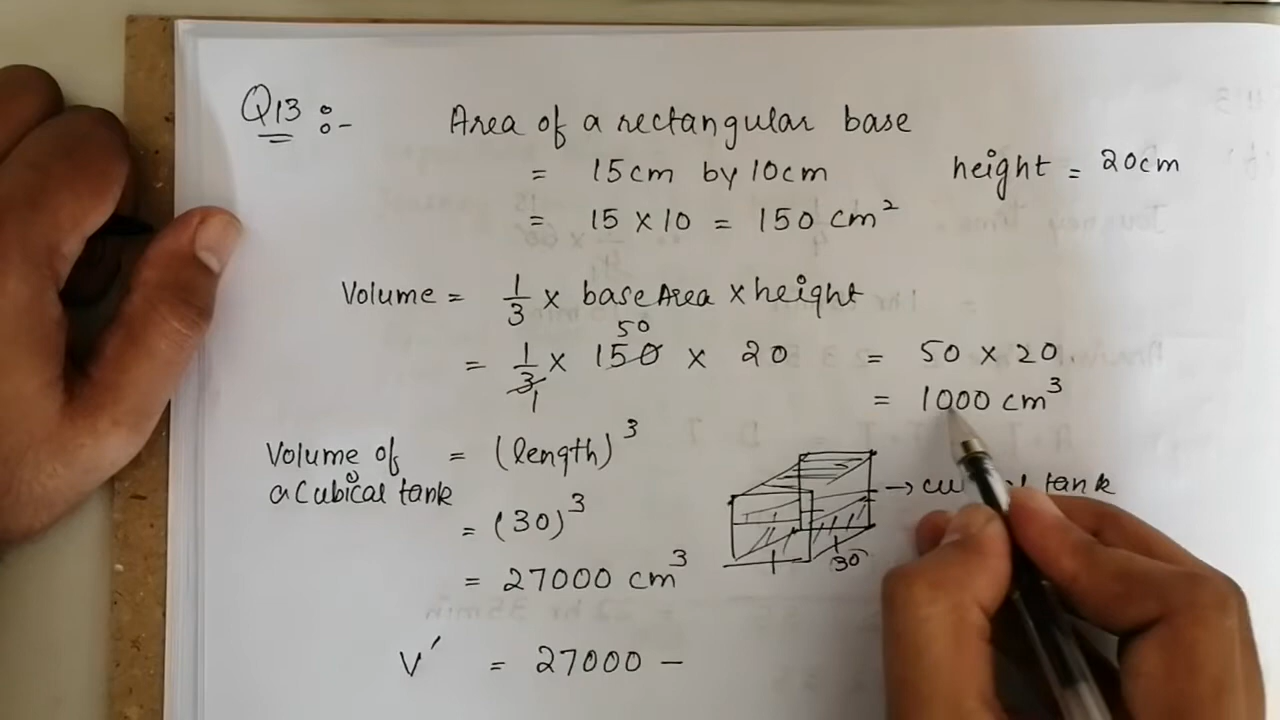 Q13 :- Area of a rectangular base
= 15cm by 10cm height = 20cm
= 15 x 10 = 150 cm²
Volume = 1/3 x base Area x height
50
= 1/3 x 150 x 20 = 50 x 20
1
= 1000 cm³
Volume of a Cubical tank = (length)³
= (30)³
→ cu tank
30
= 27000 cm³
V' = 27000 –